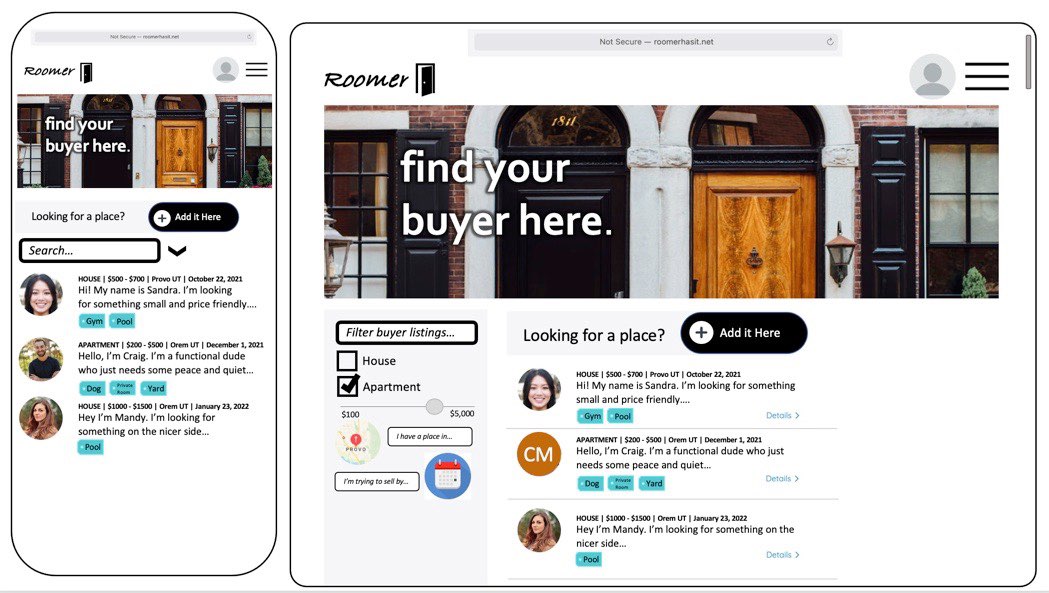 Not Secure — roomerhasit.net
Roomer
find your
buyer here.
Looking for a place?
Add it Here
Search...
HOUSE | $500 - $700 | Provo UT | October 22, 2021
Hi! My name is Sandra. I'm looking
for something small and price friendly....
Gym Pool
APARTMENT | $200 - $500 | Orem UT | December 1, 2021
Hello, I'm Craig. I'm a functional dude
who just needs some peace and quiet...
Dog Private Room Yard
HOUSE | $1000 - $1500 | Orem UT | January 23, 2022
Hey I'm Mandy. I'm looking for
something on the nicer side...
Pool
Not Secure — roomerhasit.net
Roomer
1811
find your
buyer here.
Filter buyer listings...
House
Apartment
$100 $5,000
PROVO
I have a place in...
I'm trying to sell by...
Looking for a place?
Add it Here
HOUSE | $500 - $700 | Provo UT | October 22, 2021
Hi! My name is Sandra. I'm looking for something
small and price friendly....
Gym Pool
Details >
CM
APARTMENT | $200 - $500 | Orem UT | December 1, 2021
Hello, I'm Craig. I'm a functional dude who just
needs some peace and quiet...
Dog Private Room Yard
Details >
HOUSE | $1000 - $1500 | Orem UT | January 23, 2022
Hey I'm Mandy. I'm looking for something on the
nicer side...
Pool
Details >